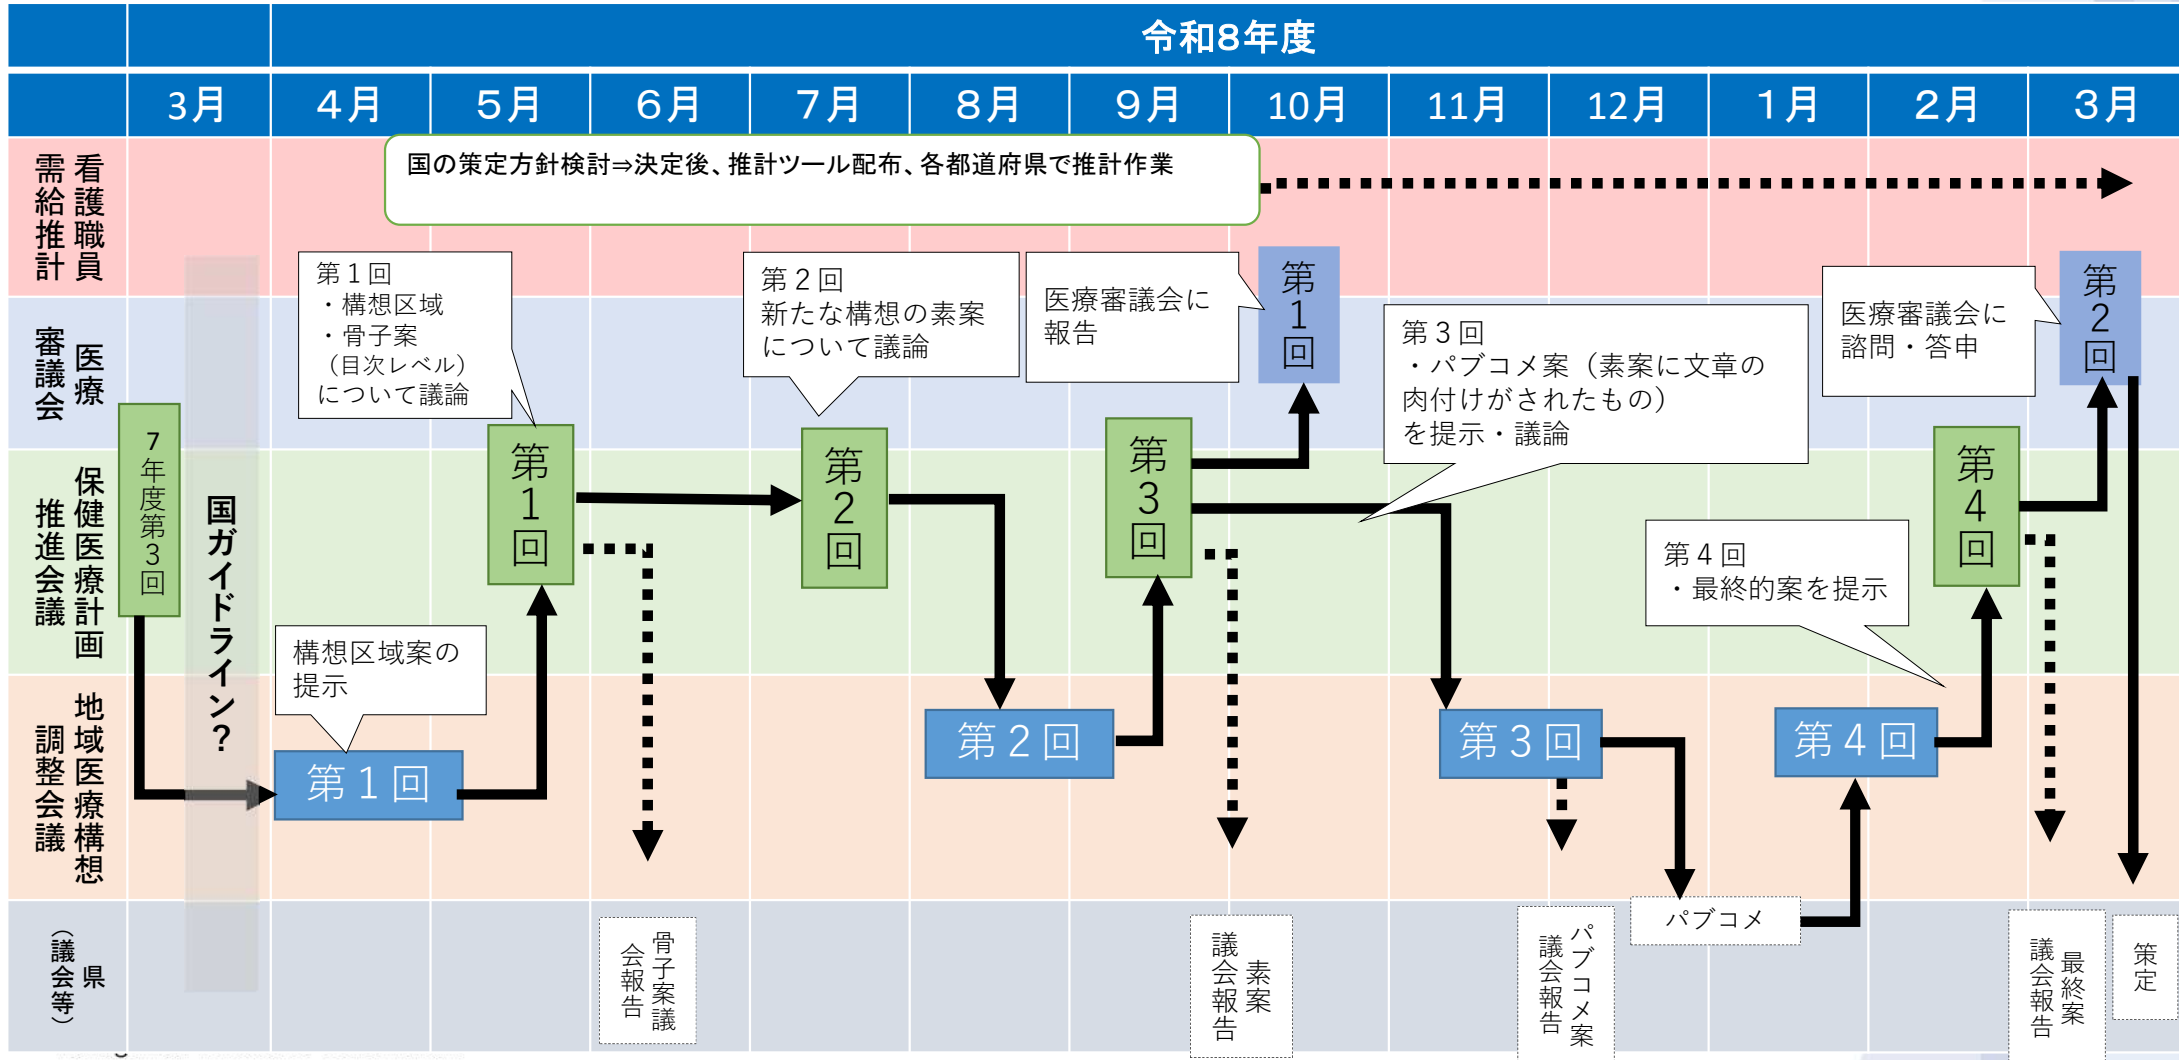 令和8年度
3月
4月
5月
6月
7月
8月
9月
10月
11月
12月
1月
2月
3月
看護職員
需給推計
国の策定方針検討⇒決定後、推計ツール配布、各都道府県で推計作業
医療
審議会
第1回
・構想区域
・骨子案
（目次レベル）
について議論
第2回
新たな構想の素案
について議論
医療審議会に
報告
第1回
第3回
・パブコメ案（素案に文章の
肉付けがされたもの）
を提示・議論
医療審議会に
諮問・答申
第2回
保健医療計画
推進会議
7年度第3回
国ガイドライン？
第1回
第2回
第3回
第4回
・最終的案を提示
第4回
構想区域案の
提示
地域医療構想
調整会議
第1回
第2回
第3回
第4回
県
（議会等）
骨子案議
会報告
素案
議会報告
パブコメ案
議会報告
パブコメ
最終案
議会報告
策定